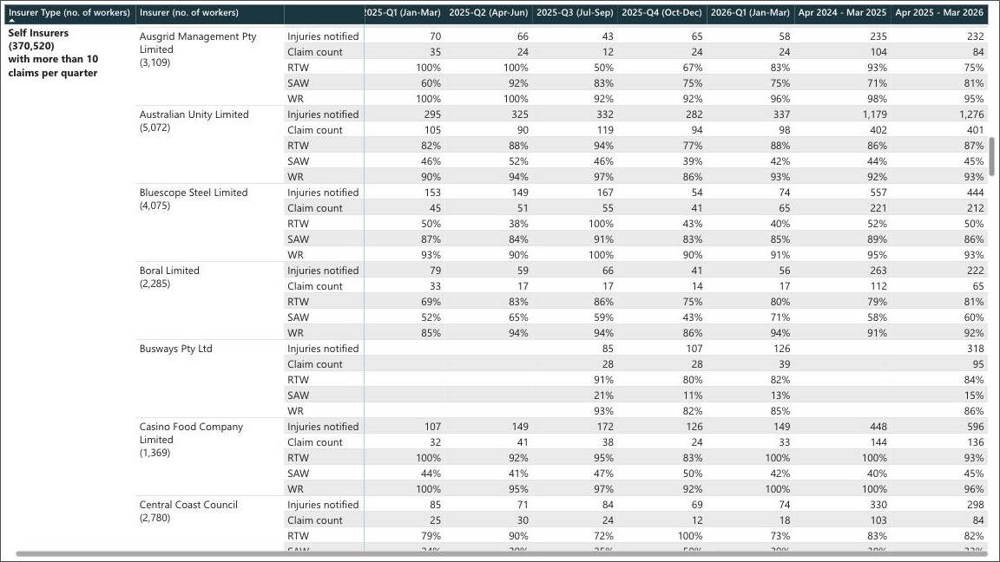 Insurer Type (no. of workers) Insurer (no. of workers) 2025-Q1 (Jan-Mar) 2025-Q2 (Apr-Jun) 2025-Q3 (Jul-Sep) 2025-Q4 (Oct-Dec) 2026-Q1 (Jan-Mar) Apr 2024 - Mar 2025 Apr 2025 - Mar 2026
Self Insurers
(370,520)
with more than 10
claims per quarter
Ausgrid Management Pty
Limited
(3,109)
Injuries notified 70 66 43 65 58 235 232
Claim count 35 24 12 24 24 104 84
RTW 100% 100% 50% 67% 83% 93% 75%
SAW 60% 92% 83% 75% 75% 71% 81%
WR 100% 100% 92% 92% 96% 98% 95%
Australian Unity Limited
(5,072)
Injuries notified 295 325 332 282 337 1,179 1,276
Claim count 105 90 119 94 98 402 401
RTW 82% 88% 94% 77% 88% 86% 87%
SAW 46% 52% 46% 39% 42% 44% 45%
WR 90% 94% 97% 86% 93% 92% 93%
Bluescope Steel Limited
(4,075)
Injuries notified 153 149 167 54 74 557 444
Claim count 45 51 55 41 65 221 212
RTW 50% 38% 100% 43% 40% 52% 50%
SAW 87% 84% 91% 83% 85% 89% 86%
WR 93% 90% 100% 90% 91% 95% 93%
Boral Limited
(2,285)
Injuries notified 79 59 66 41 56 263 222
Claim count 33 17 17 14 17 112 65
RTW 69% 83% 86% 75% 80% 79% 81%
SAW 52% 65% 59% 43% 71% 58% 60%
WR 85% 94% 94% 86% 94% 91% 92%
Busways Pty Ltd
Injuries notified 85 107 126 318
Claim count 28 28 39 95
RTW 91% 80% 82% 84%
SAW 21% 11% 13% 15%
WR 93% 82% 85% 86%
Casino Food Company
Limited
(1,369)
Injuries notified 107 149 172 126 149 448 596
Claim count 32 41 38 24 33 144 136
RTW 100% 92% 95% 83% 100% 100% 93%
SAW 44% 41% 47% 50% 42% 40% 45%
WR 100% 95% 97% 92% 100% 100% 96%
Central Coast Council
(2,780)
Injuries notified 85 71 84 69 74 330 298
Claim count 25 30 24 12 18 103 84
RTW 79% 90% 72% 100% 73% 83% 82%
SAW